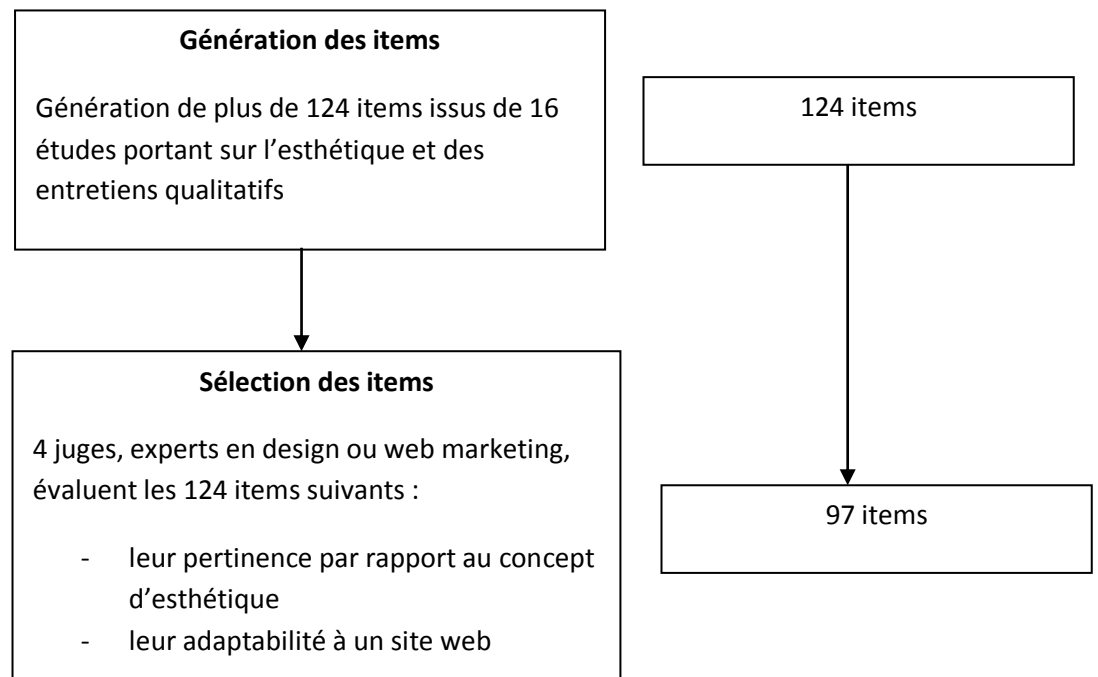 Génération des items
Génération de plus de 124 items issus de 16
études portant sur l’esthétique et des
entretiens qualitatifs
124 items
Sélection des items
4 juges, experts en design ou web marketing,
évaluent les 124 items suivants :
- leur pertinence par rapport au concept
d’esthétique
- leur adaptabilité à un site web
97 items